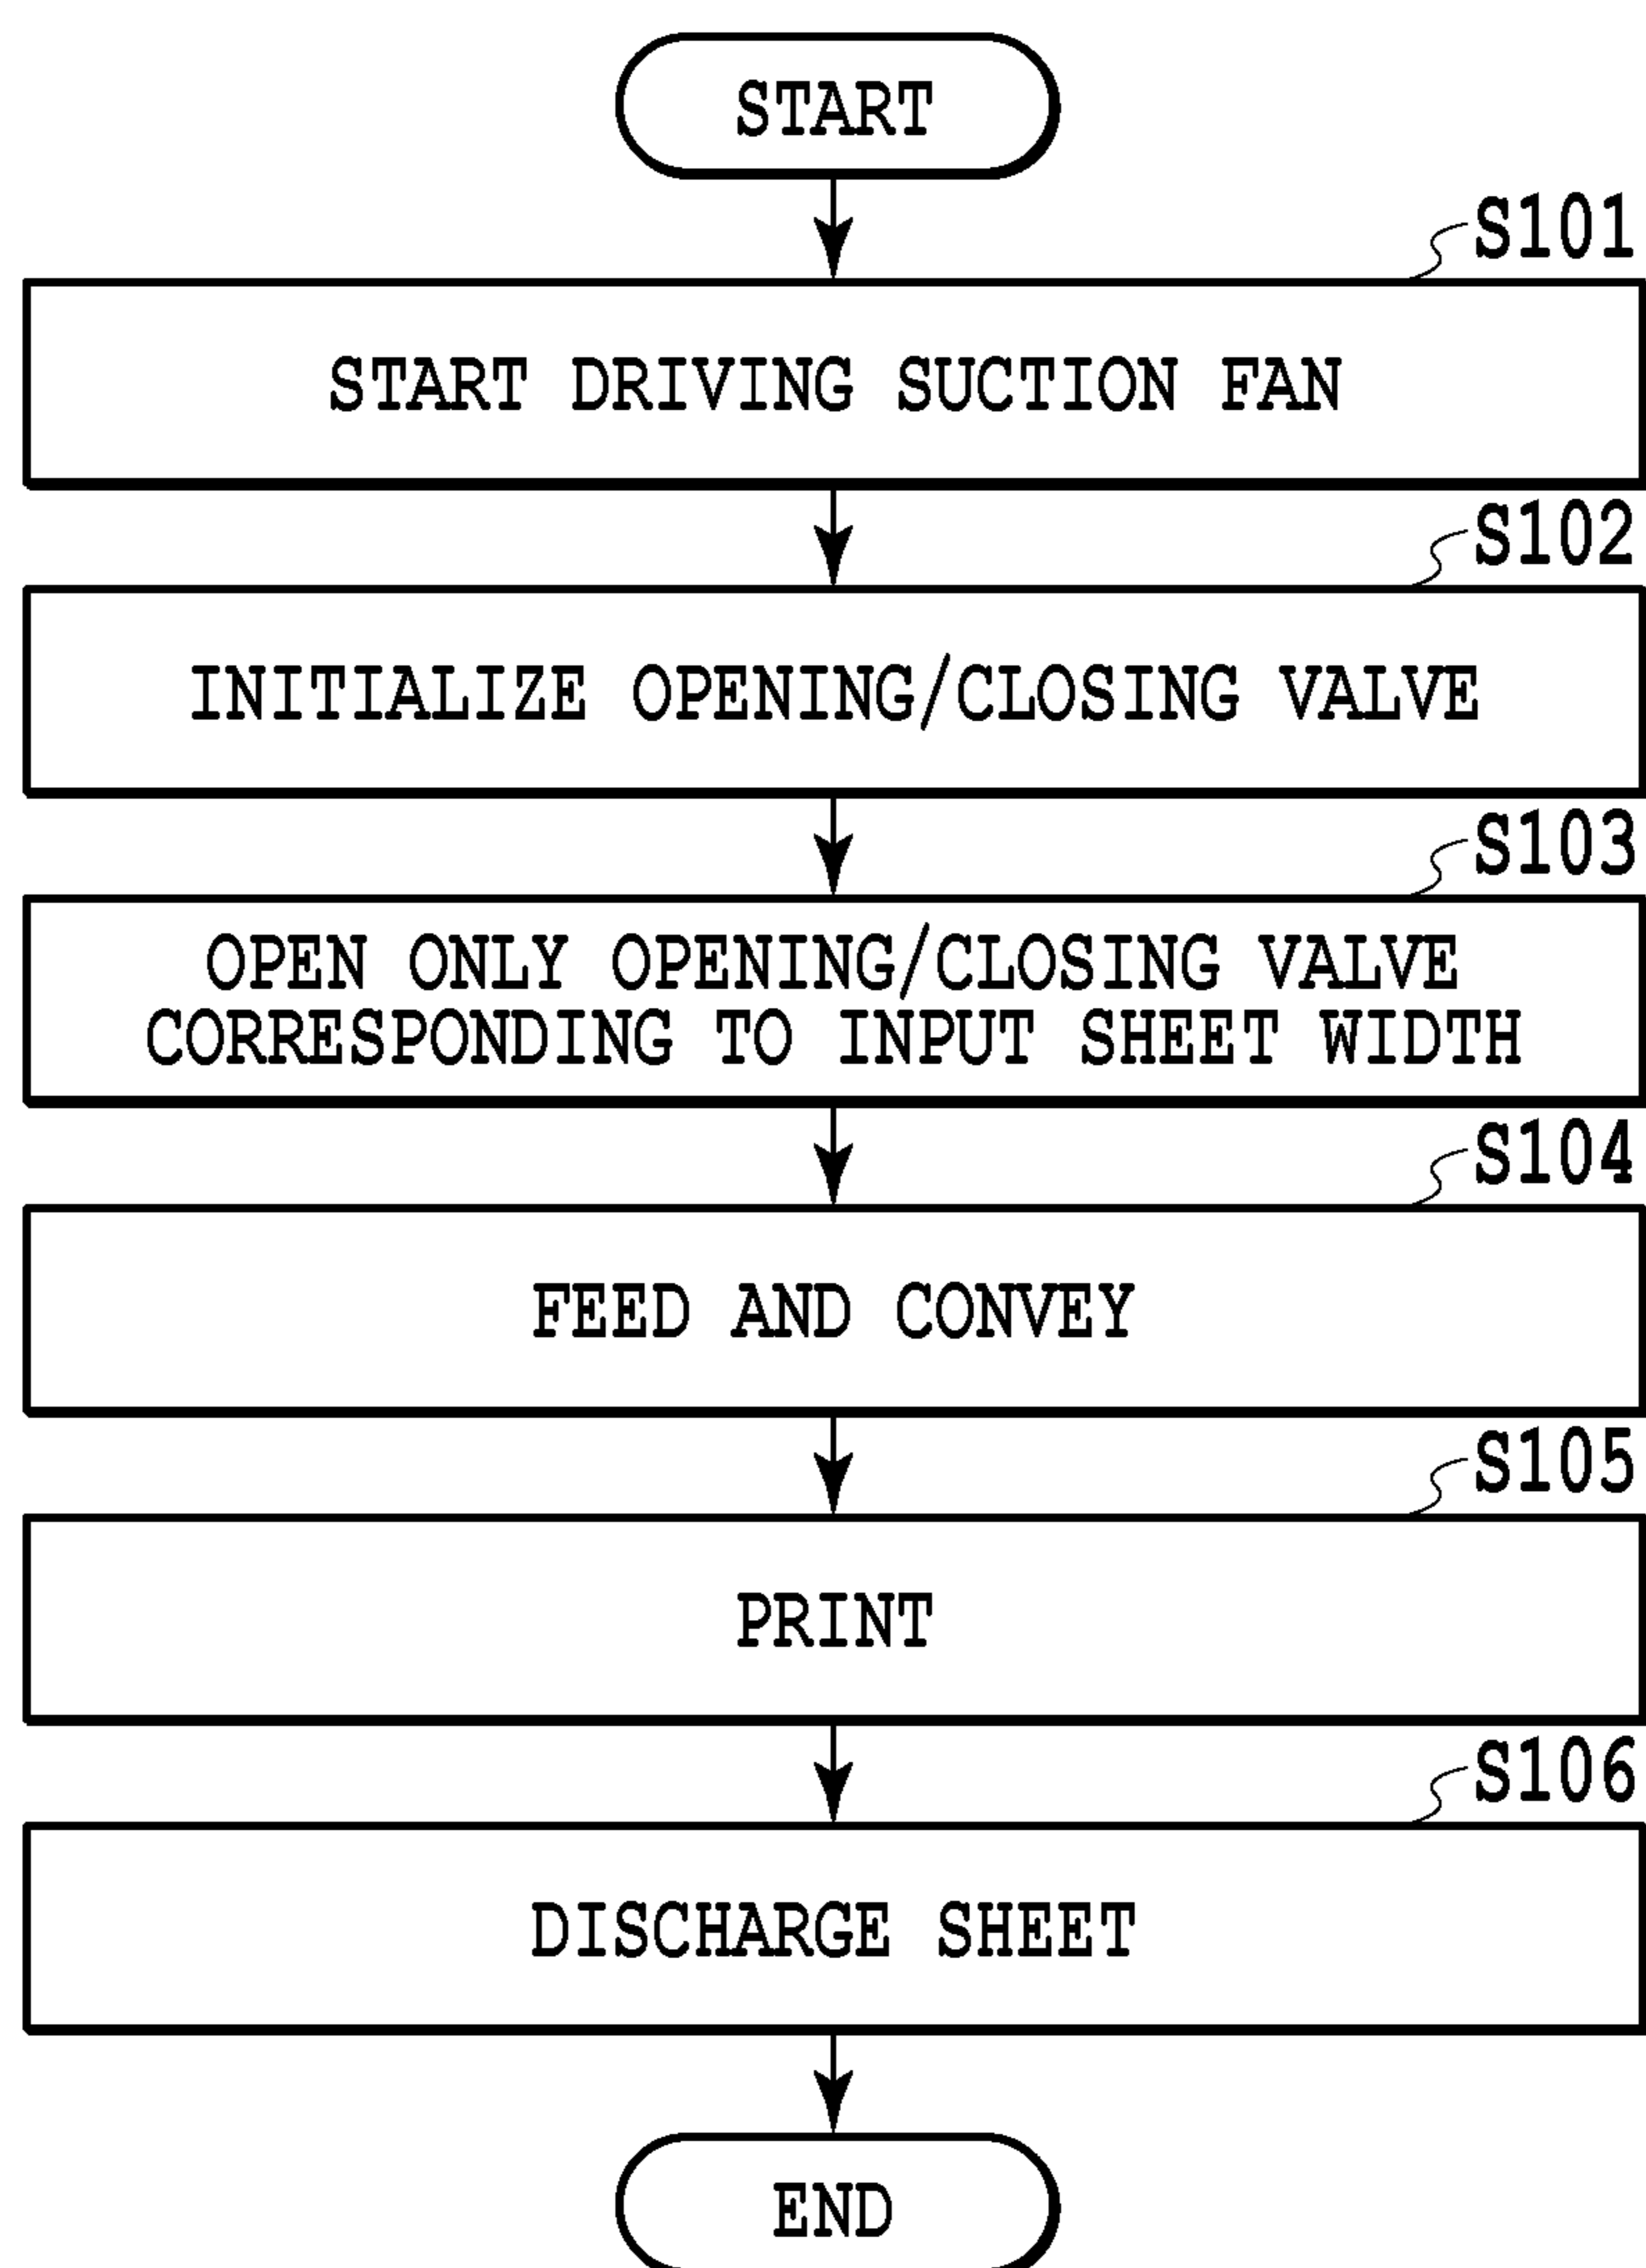 START
S101
START DRIVING SUCTION FAN
S102
INITIALIZE OPENING/CLOSING VALVE
S103
OPEN ONLY OPENING/CLOSING VALVE
CORRESPONDING TO INPUT SHEET WIDTH
S104
FEED AND CONVEY
S105
PRINT
S106
DISCHARGE SHEET
END